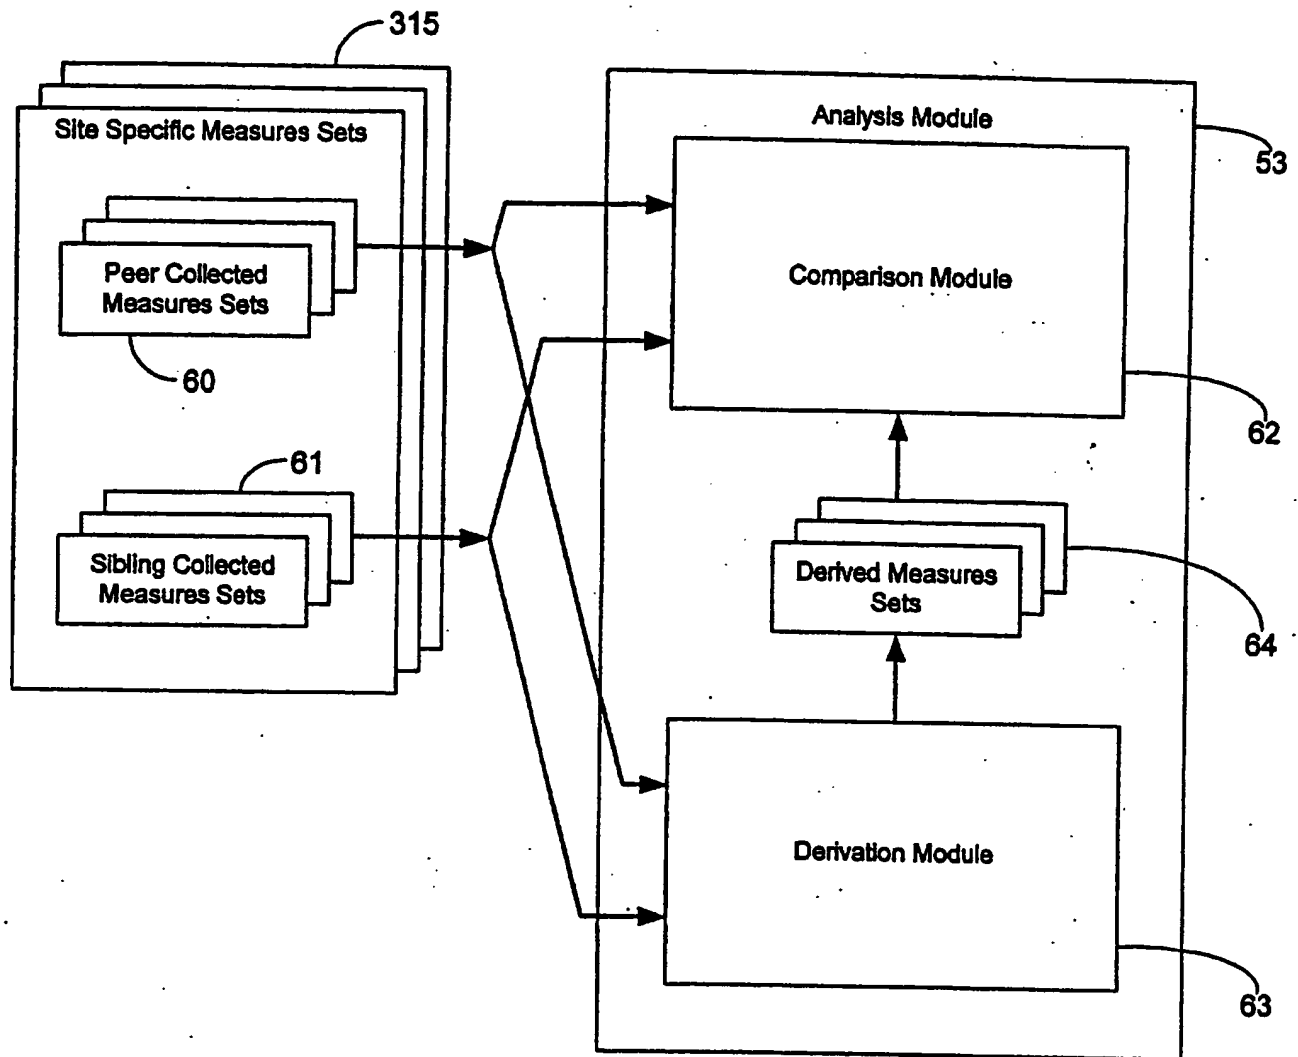 315
Site Specific Measures Sets
Peer Collected
Measures Sets
60
61
Sibling Collected
Measures Sets
Analysis Module
53
Comparison Module
62
Derived Measures
Sets
64
Derivation Module
63